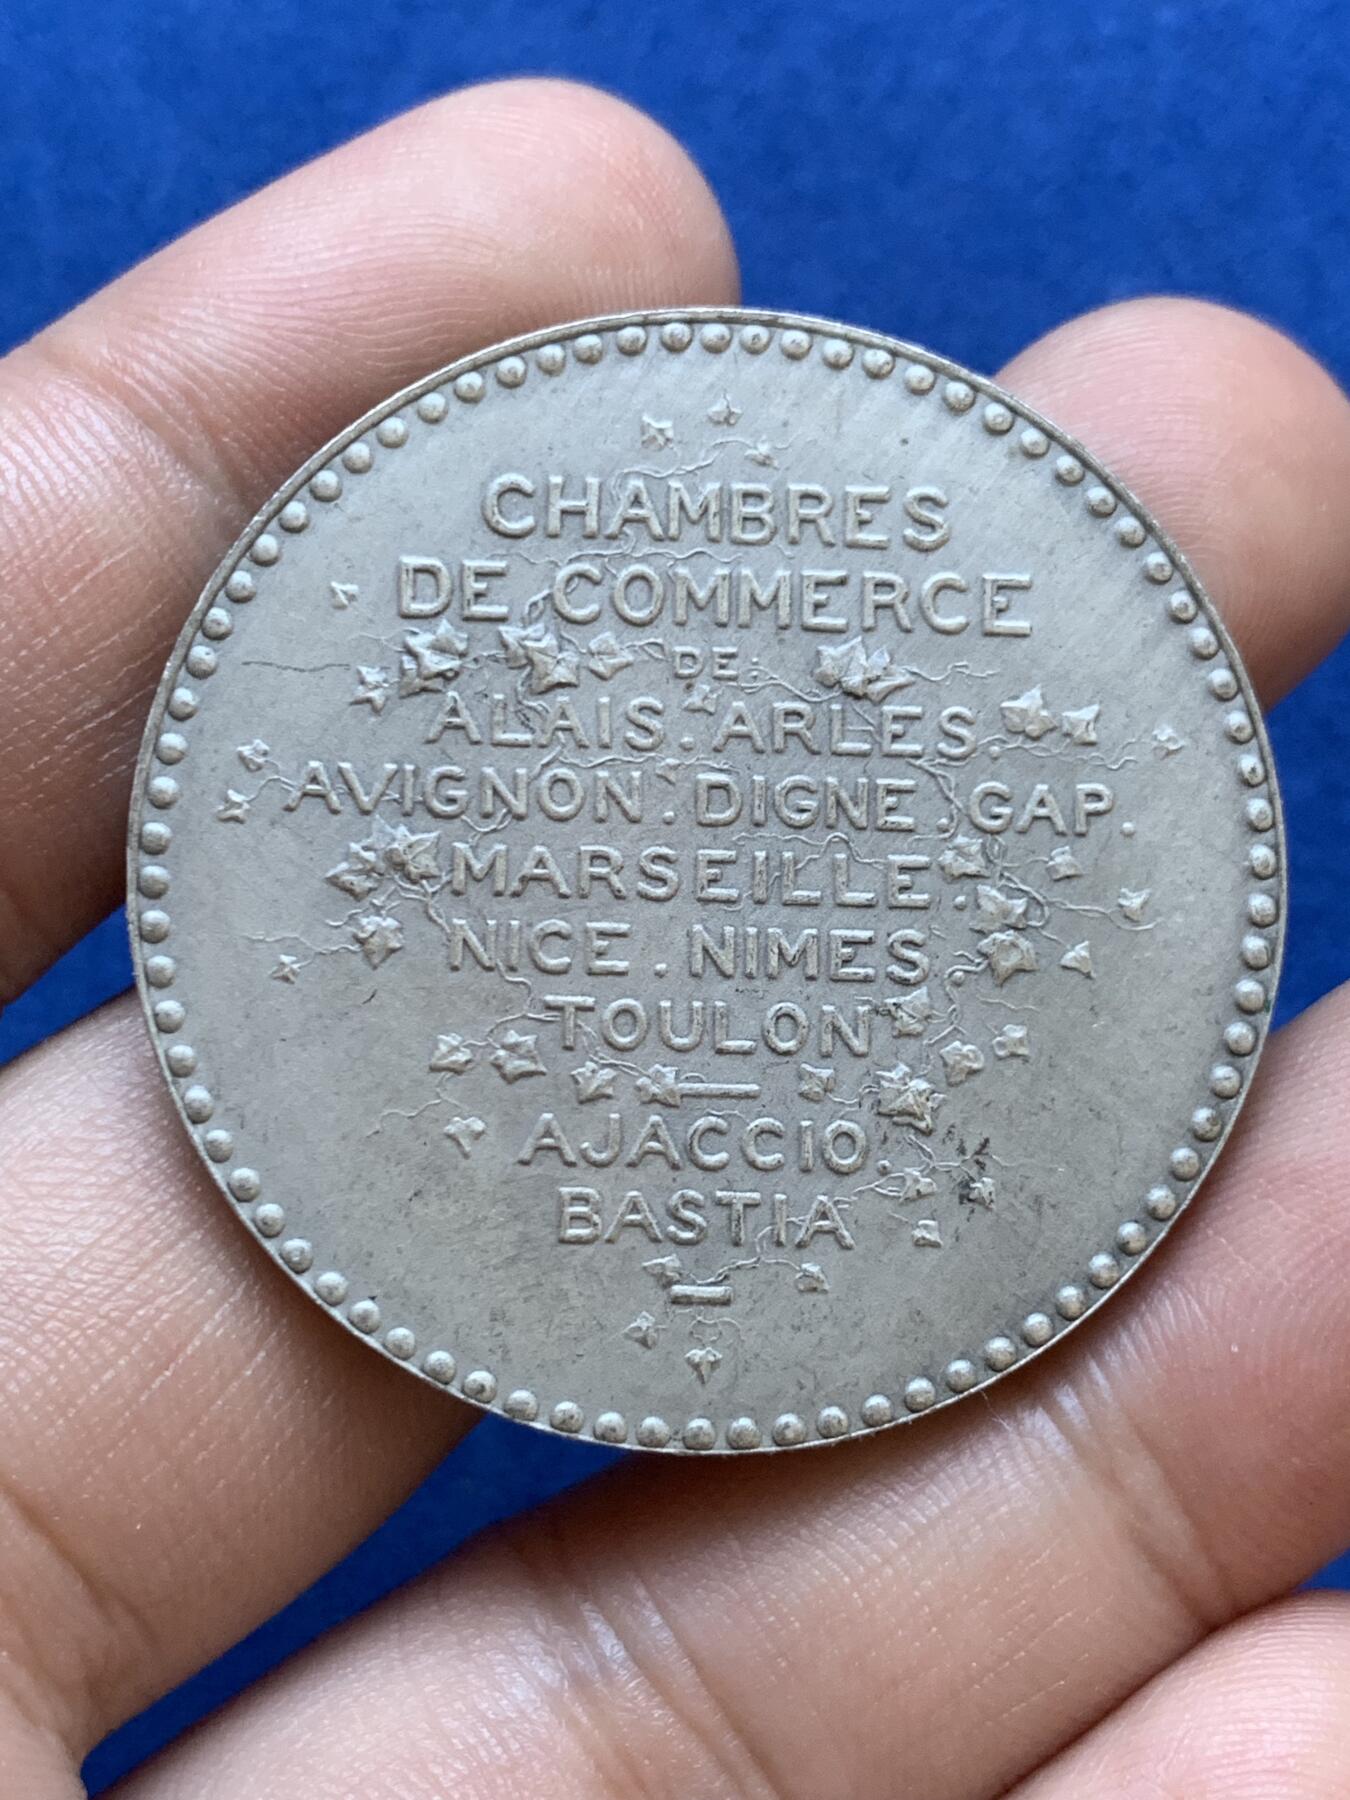 CHAMBRES
DE COMMERCE
DE:
ALAIS . ARLES .
AVIGNON . DIGNE . GAP .
MARSEILLE .
NICE . NIMES .
TOULON
AJACCIO .
BASTIA